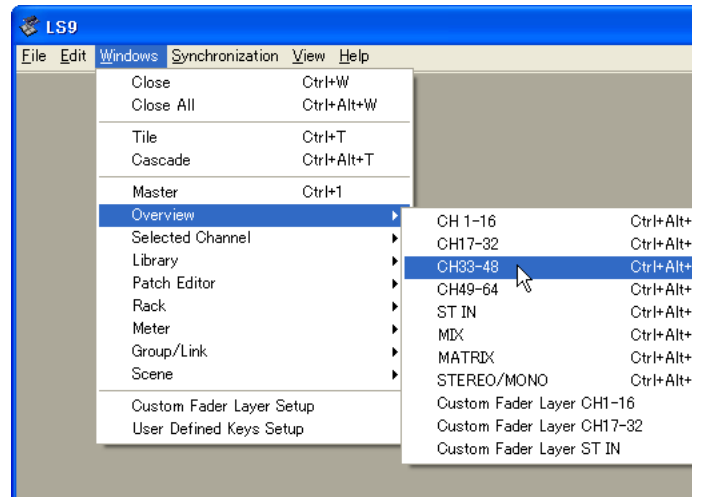 LS9
File Edit Windows Synchronization View Help
Close Ctrl+W
Close All Ctrl+Alt+W
Tile Ctrl+T
Cascade Ctrl+Alt+T
Master Ctrl+1
Overview
Selected Channel
Library
Patch Editor
Rack
Meter
Group/Link
Scene
Custom Fader Layer Setup
User Defined Keys Setup
CH 1-16 Ctrl+Alt+
CH17-32 Ctrl+Alt+
CH33-48 Ctrl+Alt+
CH49-64 Ctrl+Alt+
ST IN Ctrl+Alt+
MIX Ctrl+Alt+
MATRIX Ctrl+Alt+
STEREO/MONO Ctrl+Alt+
Custom Fader Layer CH1-16
Custom Fader Layer CH17-32
Custom Fader Layer ST IN